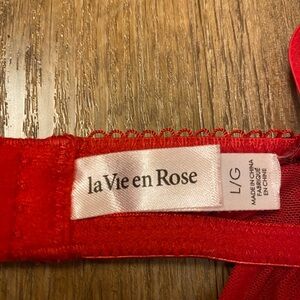 la Vie en Rose
L/G
MADE IN CHINA
FABRIQUÉ
EN CHINE